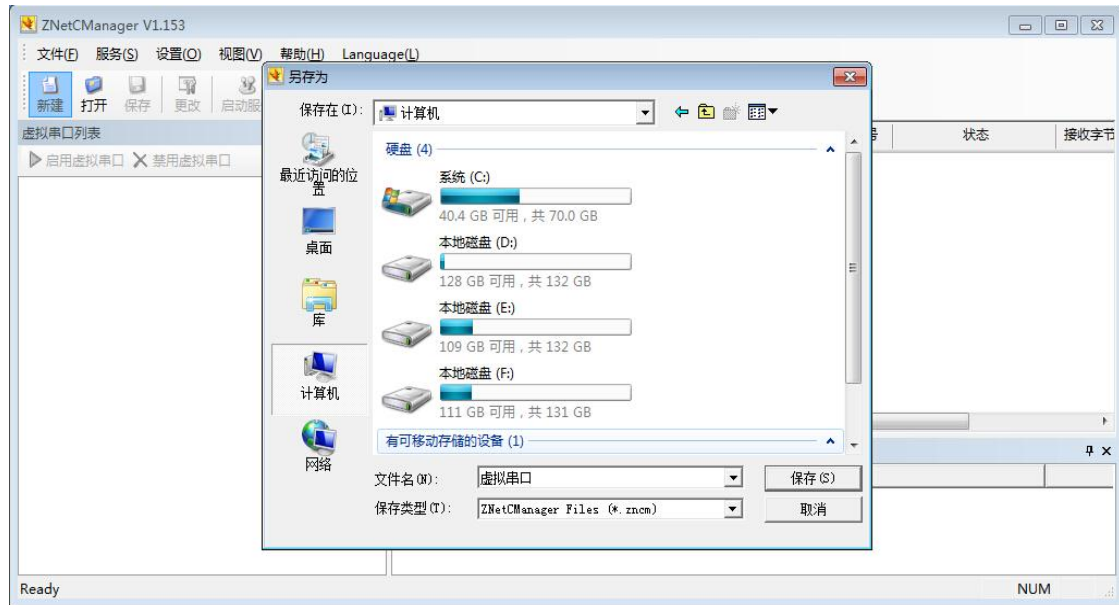 ZNetCManager V1.153
文件(F) 服务(S) 设置(O) 视图(V) 帮助(H) Language(L)
新建 打开 保存 更改 启动服
虚拟串口列表
启用虚拟串口 禁用虚拟串口
状态 接收字节
另存为
保存在(I): 计算机
最近访问的位置
桌面
库
计算机
网络
硬盘 (4)
系统 (C:)
40.4 GB 可用，共 70.0 GB
本地磁盘 (D:)
128 GB 可用，共 132 GB
本地磁盘 (E:)
109 GB 可用，共 132 GB
本地磁盘 (F:)
111 GB 可用，共 131 GB
有可移动存储的设备 (1)
文件名(N): 虚拟串口 保存(S)
保存类型(T): ZNetCManager Files (*.zncm) 取消
Ready NUM